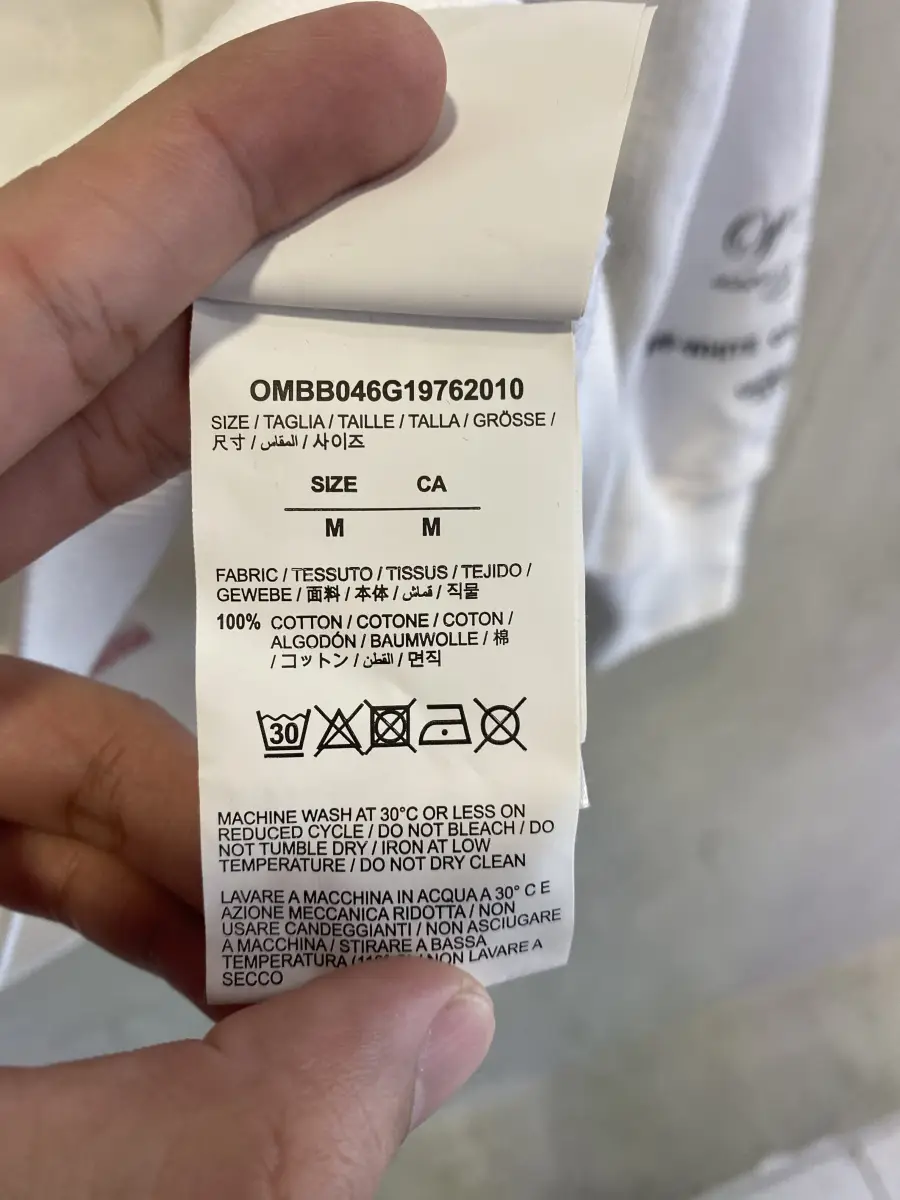 OMBB046G19762010
SIZE / TAGLIA / TAILLE / TALLA / GRÖSSE /
尺寸 / المقاس / 사이즈
SIZE CA
M M
FABRIC / TESSUTO / TISSUS / TEJIDO /
GEWEBE / 面料 / 本体 / قماش / 직물
100% COTTON / COTONE / COTON /
ALGODÓN / BAUMWOLLE / 棉
/ コットン / القطن / 면직
30
MACHINE WASH AT 30°C OR LESS ON
REDUCED CYCLE / DO NOT BLEACH / DO
NOT TUMBLE DRY / IRON AT LOW
TEMPERATURE / DO NOT DRY CLEAN
LAVARE A MACCHINA IN ACQUA A 30° C E
AZIONE MECCANICA RIDOTTA / NON
USARE CANDEGGIANTI / NON ASCIUGARE
A MACCHINA / STIRARE A BASSA
TEMPERATURA NON LAVARE A
SECCO
Of